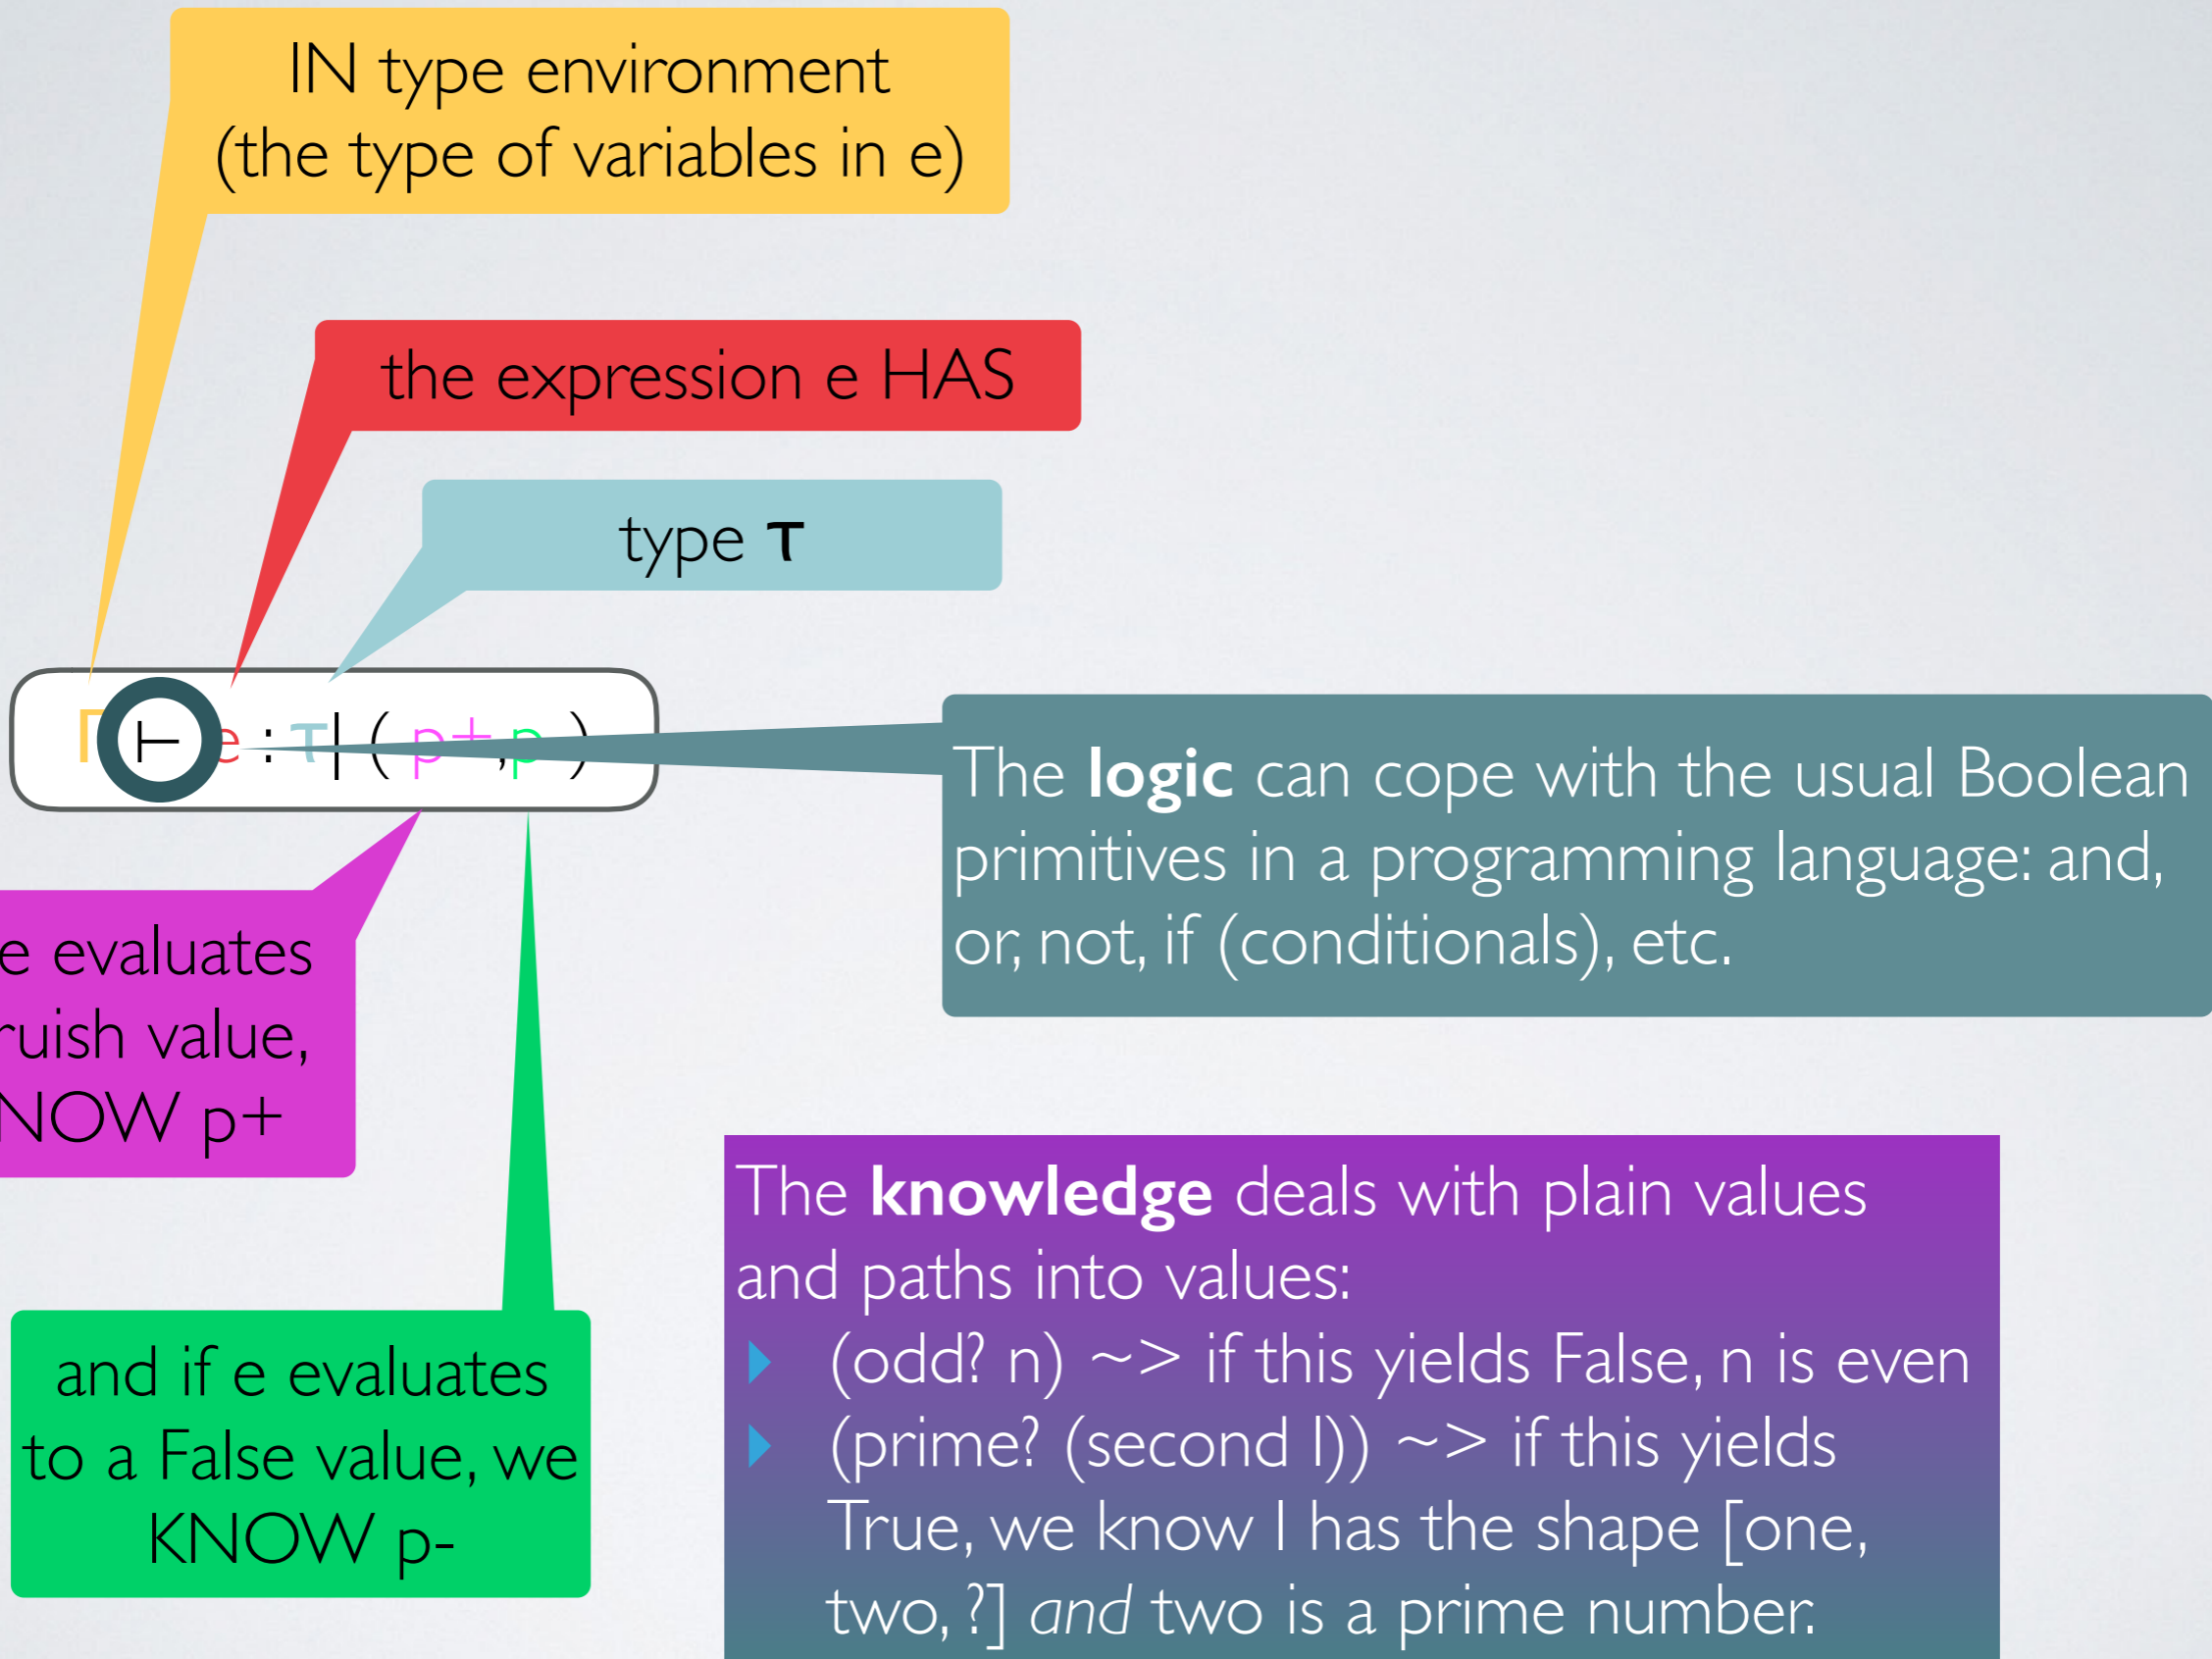 IN type environment
(the type of variables in e)
the expression e HAS
type τ
Γ ⊢ e : τ | ( p+,p )
The logic can cope with the usual Boolean
primitives in a programming language: and,
or, not, if (conditionals), etc.
e evaluates
ruish value,
NOW p+
and if e evaluates
to a False value, we
KNOW p-
The knowledge deals with plain values
and paths into values:
(odd? n) ~> if this yields False, n is even
(prime? (second l)) ~> if this yields
True, we know l has the shape [one,
two, ?] and two is a prime number.